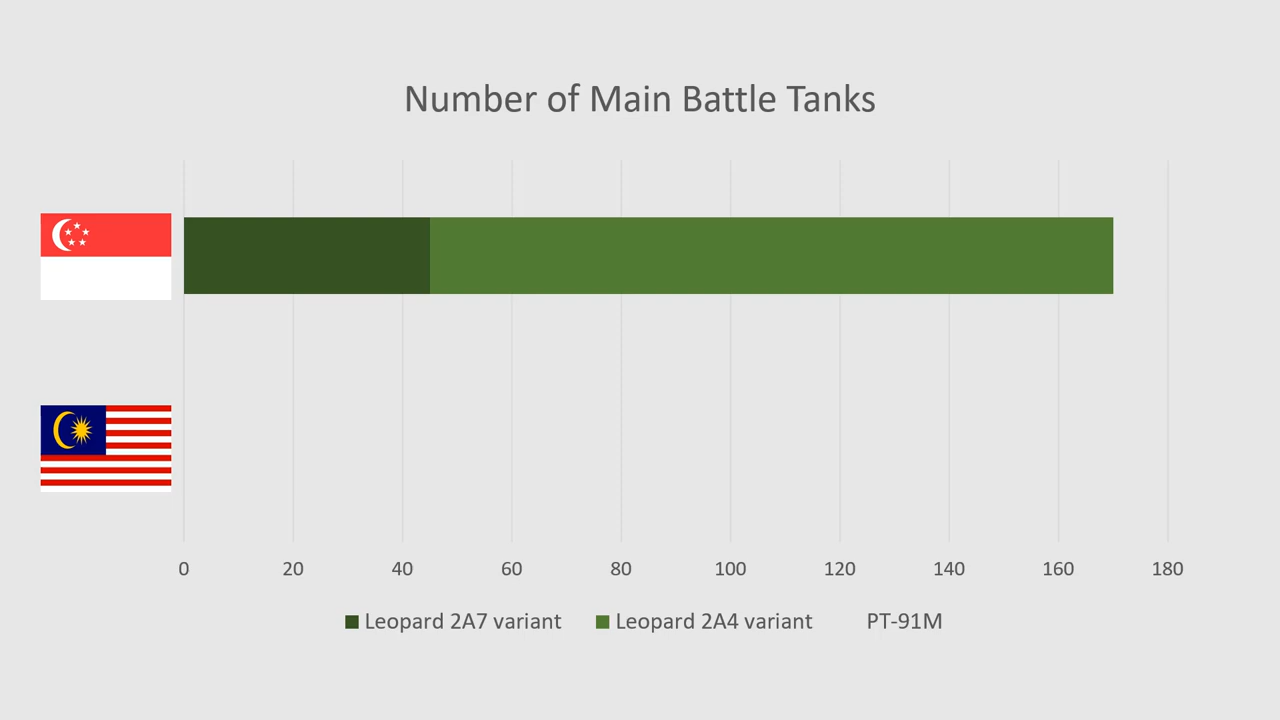 Number of Main Battle Tanks
0 20 40 60 80 100 120 140 160 180
Leopard 2A7 variant Leopard 2A4 variant PT-91M